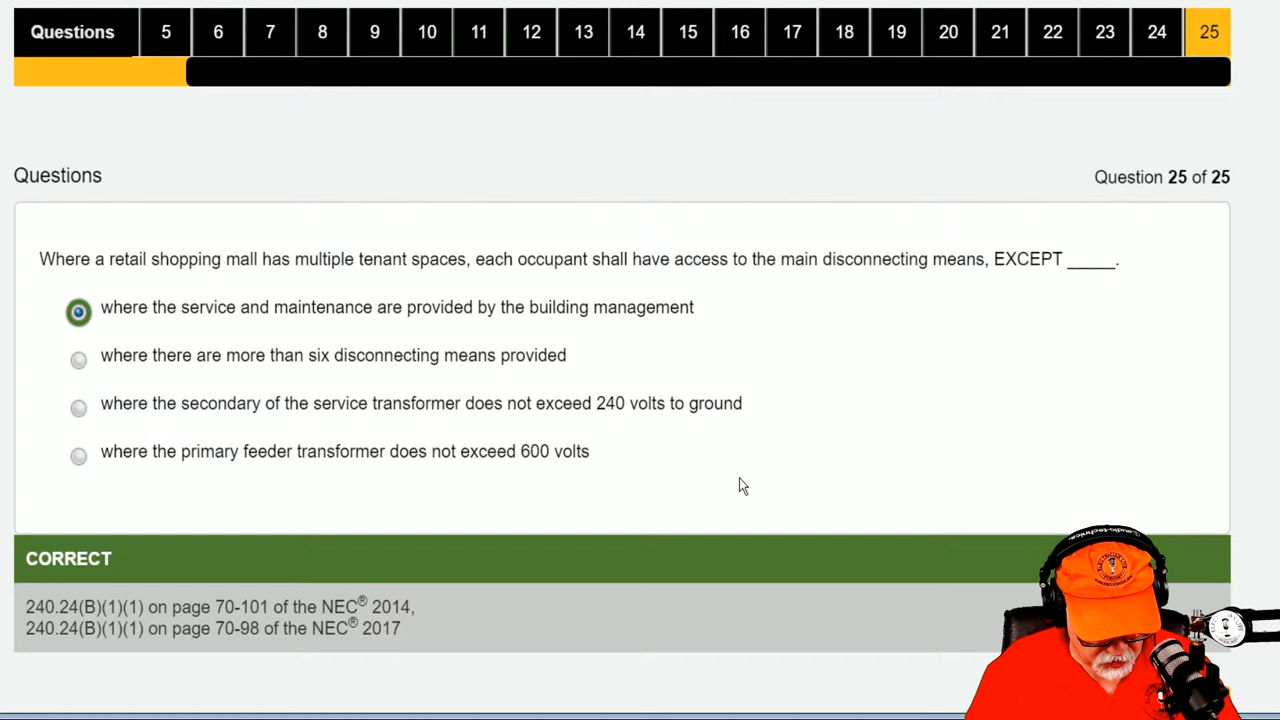 Questions 5 6 7 8 9 10 11 12 13 14 15 16 17 18 19 20 21 22 23 24 25
Questions
Question 25 of 25
Where a retail shopping mall has multiple tenant spaces, each occupant shall have access to the main disconnecting means, EXCEPT _____.
where the service and maintenance are provided by the building management
where there are more than six disconnecting means provided
where the secondary of the service transformer does not exceed 240 volts to ground
where the primary feeder transformer does not exceed 600 volts
CORRECT
240.24(B)(1)(1) on page 70-101 of the NEC® 2014,
240.24(B)(1)(1) on page 70-98 of the NEC® 2017
audio-technica